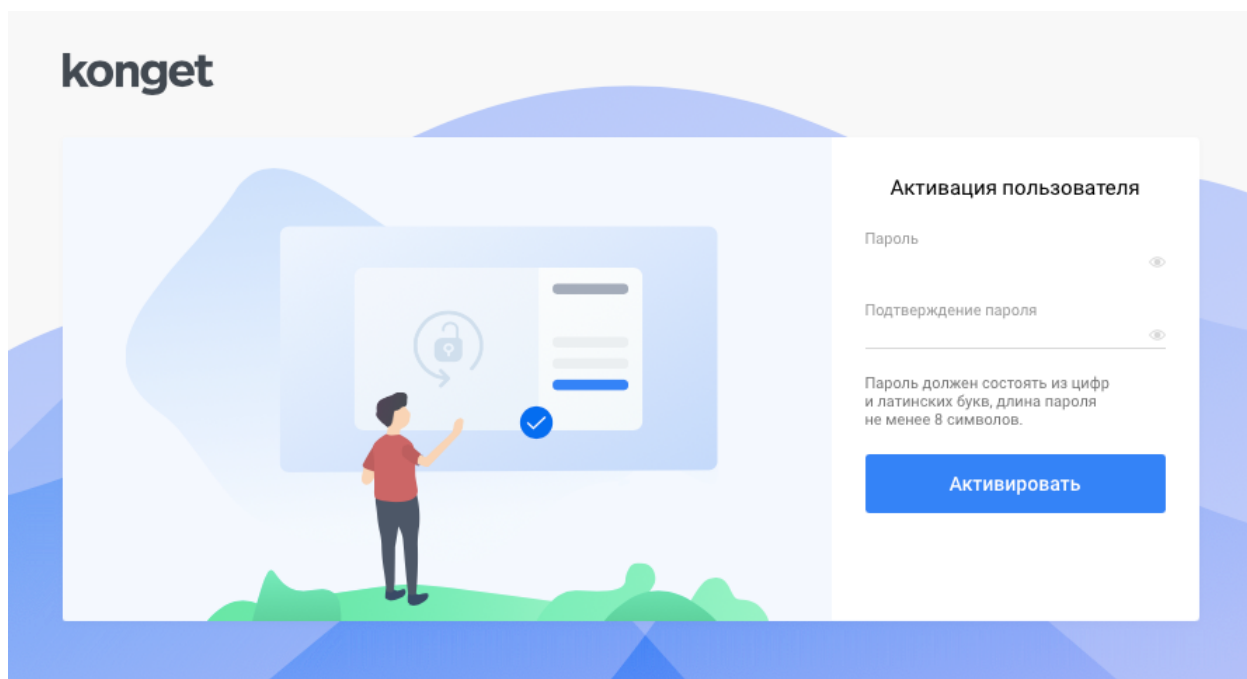 konget
Активация пользователя
Пароль
Подтверждение пароля
Пароль должен состоять из цифр
и латинских букв, длина пароля
не менее 8 символов.
Активировать